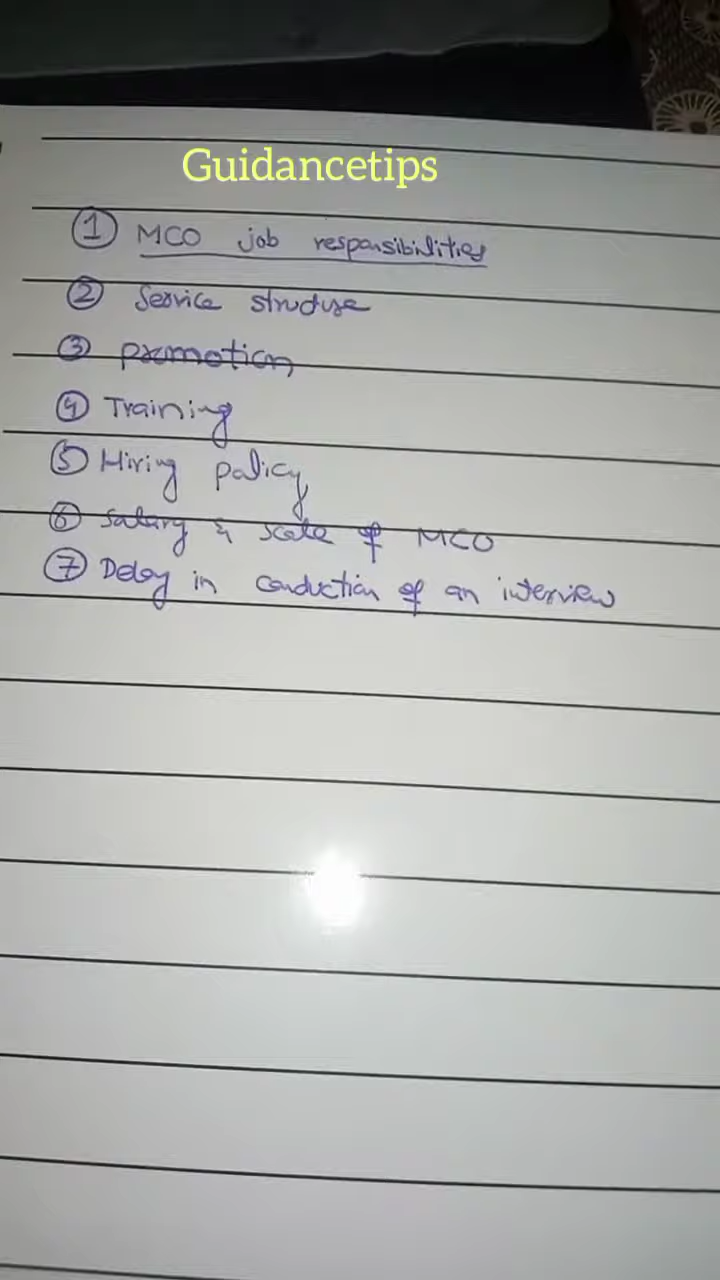 Guidancetips
① MCO job responsibilities
② Service structure
③ promotion
④ Training
⑤ Hiring policy
⑥ Salary & scale of MCO
⑦ Delay in conduction of an interview